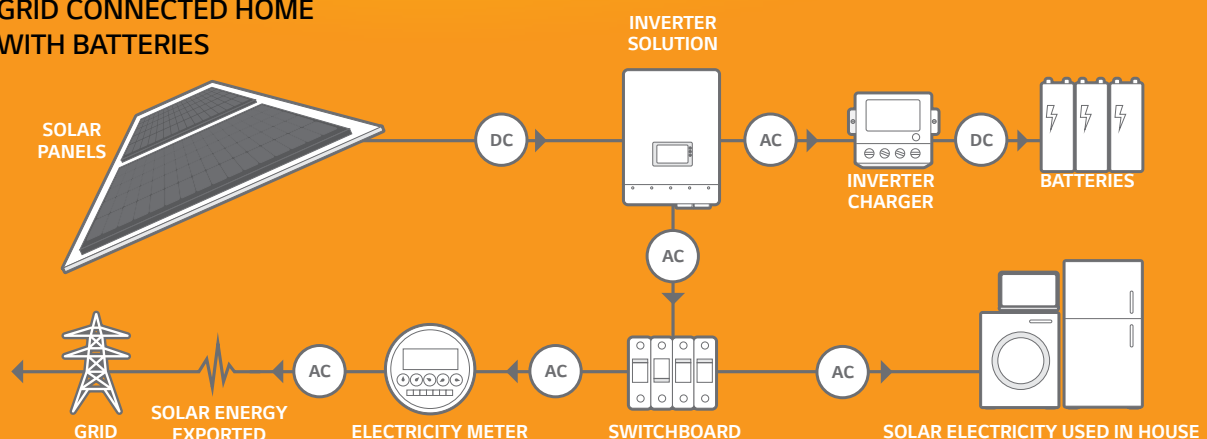 GRID CONNECTED HOME
WITH BATTERIES
INVERTER
SOLUTION
SOLAR
PANELS
DC
AC
DC
INVERTER
CHARGER
BATTERIES
AC
AC
AC
AC
GRID
SOLAR ENERGY
EXPORTED
ELECTRICITY METER
SWITCHBOARD
SOLAR ELECTRICITY USED IN HOUSE